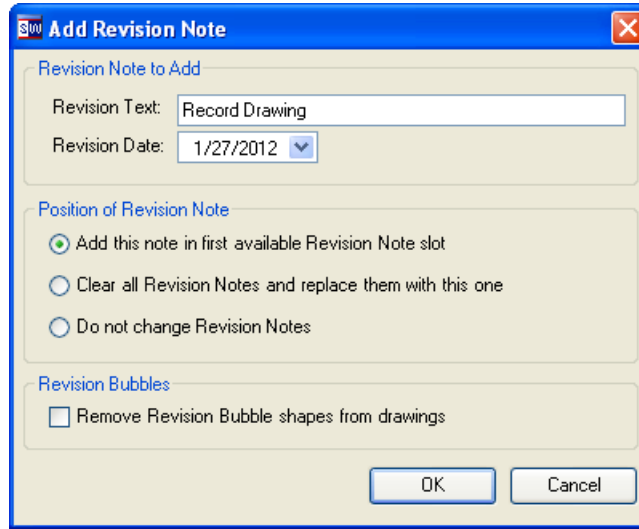 SW Add Revision Note
Revision Note to Add
Revision Text: Record Drawing
Revision Date: 1/27/2012
Position of Revision Note
Add this note in first available Revision Note slot
Clear all Revision Notes and replace them with this one
Do not change Revision Notes
Revision Bubbles
Remove Revision Bubble shapes from drawings
OK Cancel